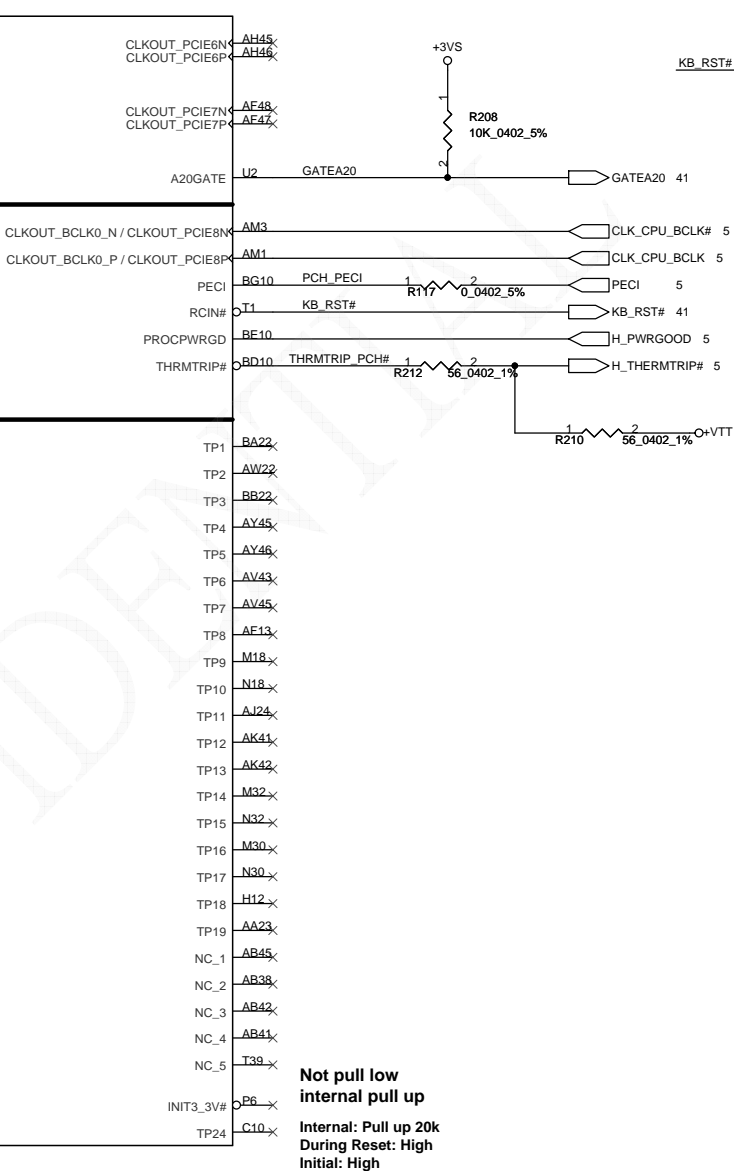 CLKOUT_PCIE6N AH45
CLKOUT_PCIE6P AH46
+3VS
KB_RST#
CLKOUT_PCIE7N AF48
CLKOUT_PCIE7P AF47
1
R208
10K_0402_5%
2
A20GATE U2 GATEA20 GATEA20 41
CLKOUT_BCLK0_N / CLKOUT_PCIE8N AM3 CLK_CPU_BCLK# 5
CLKOUT_BCLK0_P / CLKOUT_PCIE8P AM1 CLK_CPU_BCLK 5
PECI BG10 PCH_PECI 1 2 PECI 5
R117 0_0402_5%
RCIN# T1 KB_RST# KB_RST# 41
PROCPWRGD BE10 H_PWRGOOD 5
THRMTRIP# BD10 THRMTRIP_PCH# 1 2 H_THERMTRIP# 5
R212 56_0402_1%
1 2 +VTT
R210 56_0402_1%
TP1 BA22
TP2 AW22
TP3 BB22
TP4 AY45
TP5 AY46
TP6 AV43
TP7 AV45
TP8 AF13
TP9 M18
TP10 N18
TP11 AJ24
TP12 AK41
TP13 AK42
TP14 M32
TP15 N32
TP16 M30
TP17 N30
TP18 H12
TP19 AA23
NC_1 AB45
NC_2 AB38
NC_3 AB42
NC_4 AB41
NC_5 T39
Not pull low
internal pull up
INIT3_3V# P6
TP24 C10
Internal: Pull up 20k
During Reset: High
Initial: High
IDENTIAL